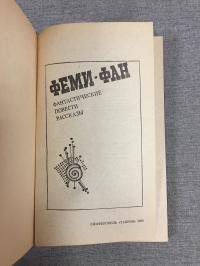 ФЕМИ-ФАН
ФАНТАСТИЧЕСКИЕ
ПОВЕСТИ
РАССКАЗЫ
СИМФЕРОПОЛЬ «ТАВРИЯ»